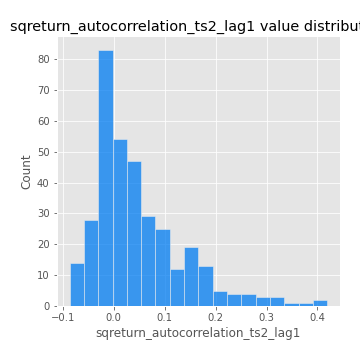 sqreturn_autocorrelation_ts2_lag1 value distribut
80
70
60
50
40
30
20
10
0
Count
−0.1 0.0 0.1 0.2 0.3 0.4
sqreturn_autocorrelation_ts2_lag1